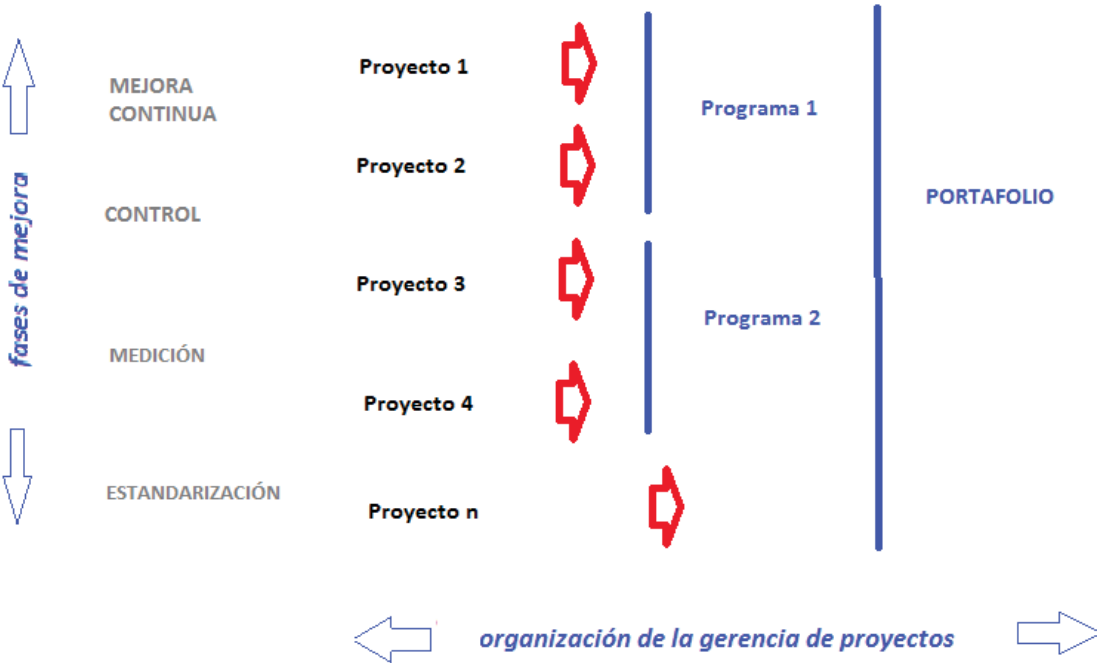 fases de mejora
MEJORA
CONTINUA
CONTROL
MEDICIÓN
ESTANDARIZACIÓN
Proyecto 1
Proyecto 2
Proyecto 3
Proyecto 4
Proyecto n
Programa 1
Programa 2
PORTAFOLIO
organización de la gerencia de proyectos